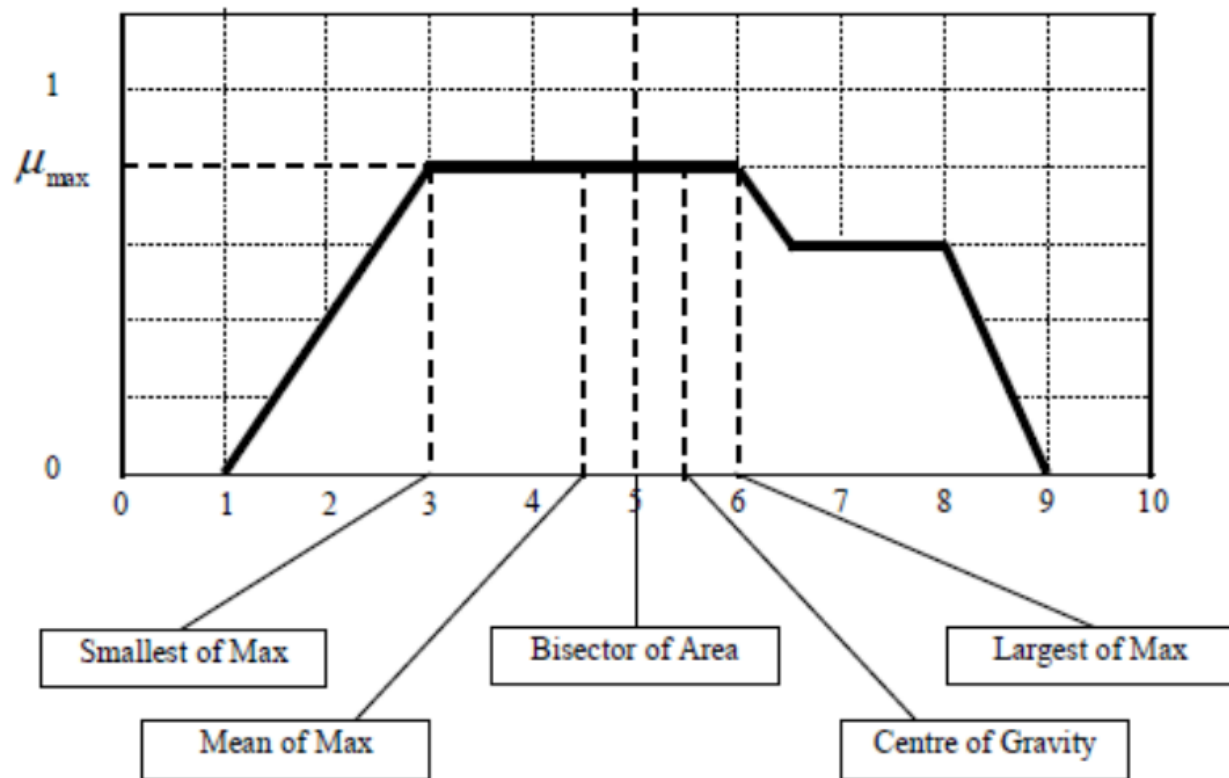 1
μmax
0
0 1 2 3 4 5 6 7 8 9 10
Smallest of Max
Bisector of Area
Largest of Max
Mean of Max
Centre of Gravity